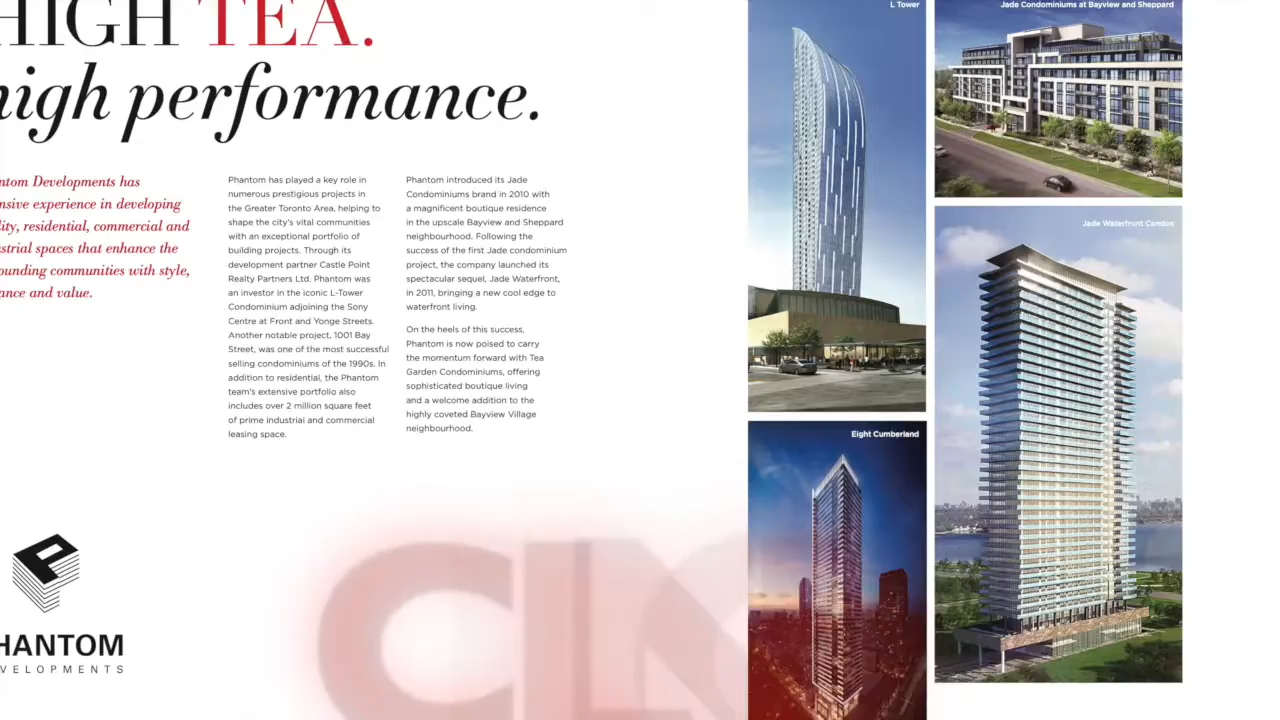 HIGH TEA.
high performance.
ntom Developments has
nsive experience in developing
lity, residential, commercial and
strial spaces that enhance the
ounding communities with style,
ance and value.
Phantom has played a key role in
numerous prestigious projects in
the Greater Toronto Area, helping to
shape the city's vital communities
with an exceptional portfolio of
building projects. Through its
development partner Castle Point
Realty Partners Ltd. Phantom was
an investor in the iconic L-Tower
Condominium adjoining the Sony
Centre at Front and Yonge Streets.
Another notable project, 1001 Bay
Street, was one of the most successful
selling condominiums of the 1990s. In
addition to residential, the Phantom
team's extensive portfolio also
includes over 2 million square feet
of prime industrial and commercial
leasing space.
Phantom introduced its Jade
Condominiums brand in 2010 with
a magnificent boutique residence
in the upscale Bayview and Sheppard
neighbourhood. Following the
success of the first Jade condominium
project, the company launched its
spectacular sequel, Jade Waterfront,
in 2011, bringing a new cool edge to
waterfront living.
On the heels of this success,
Phantom is now poised to carry
the momentum forward with Tea
Garden Condominiums, offering
sophisticated boutique living
and a welcome addition to the
highly coveted Bayview Village
neighbourhood.
L Tower
Jade Condominiums at Bayview and Sheppard
Jade Waterfront Condos
Eight Cumberland
HANTOM
VELOPMENTS